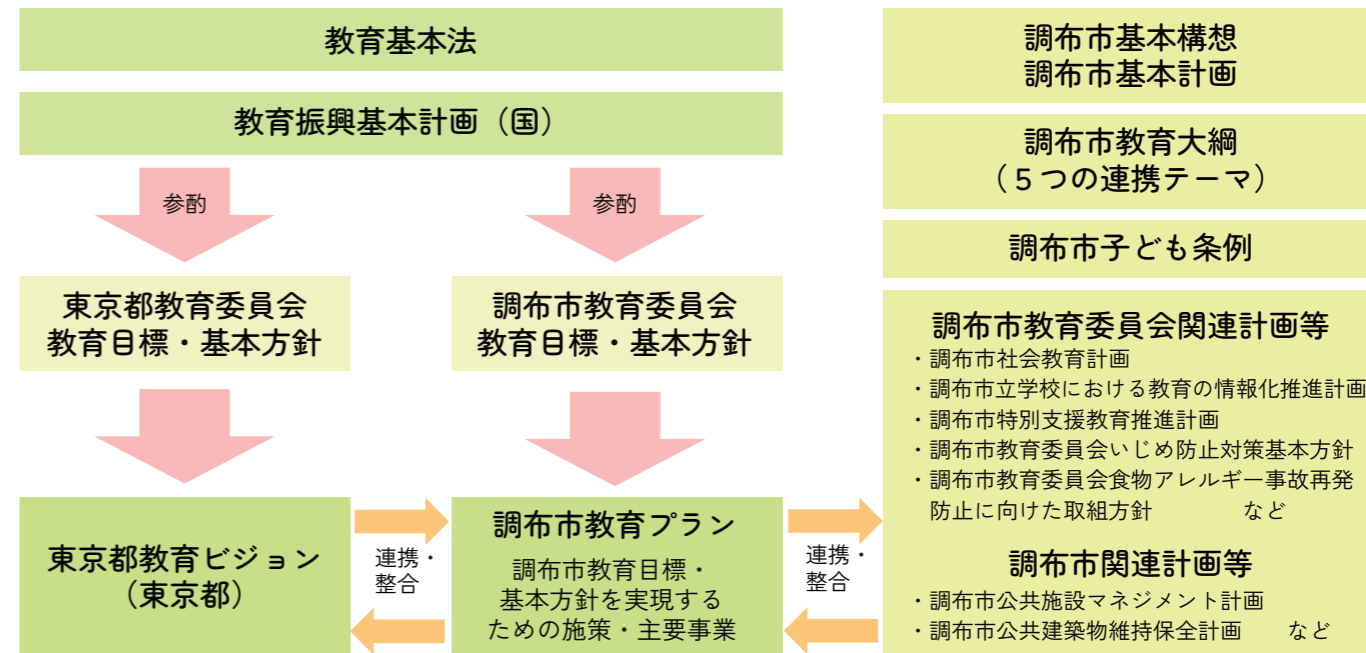 教育基本法
教育振興基本計画（国）
参酌
参酌
東京都教育委員会
教育目標・基本方針
調布市教育委員会
教育目標・基本方針
東京都教育ビジョン
（東京都）
連携・
整合
調布市教育プラン
調布市教育目標・
基本方針を実現する
ための施策・主要事業
連携・
整合
調布市基本構想
調布市基本計画
調布市教育大綱
（５つの連携テーマ）
調布市子ども条例
調布市教育委員会関連計画等
・調布市社会教育計画
・調布市立学校における教育の情報化推進計画
・調布市特別支援教育推進計画
・調布市教育委員会いじめ防止対策基本方針
・調布市教育委員会食物アレルギー事故再発
防止に向けた取組方針　　　　など
調布市関連計画等
・調布市公共施設マネジメント計画
・調布市公共建築物維持保全計画　　など